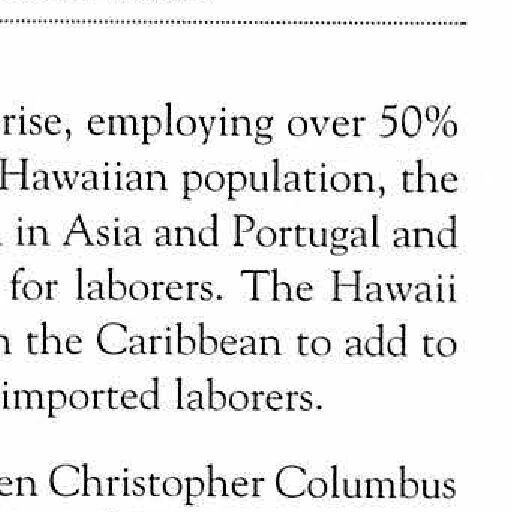 rise, employing over 50%
Hawaiian population, the
in Asia and Portugal and
for laborers. The Hawaii
the Caribbean to add to
imported laborers.
en Christopher Columbus